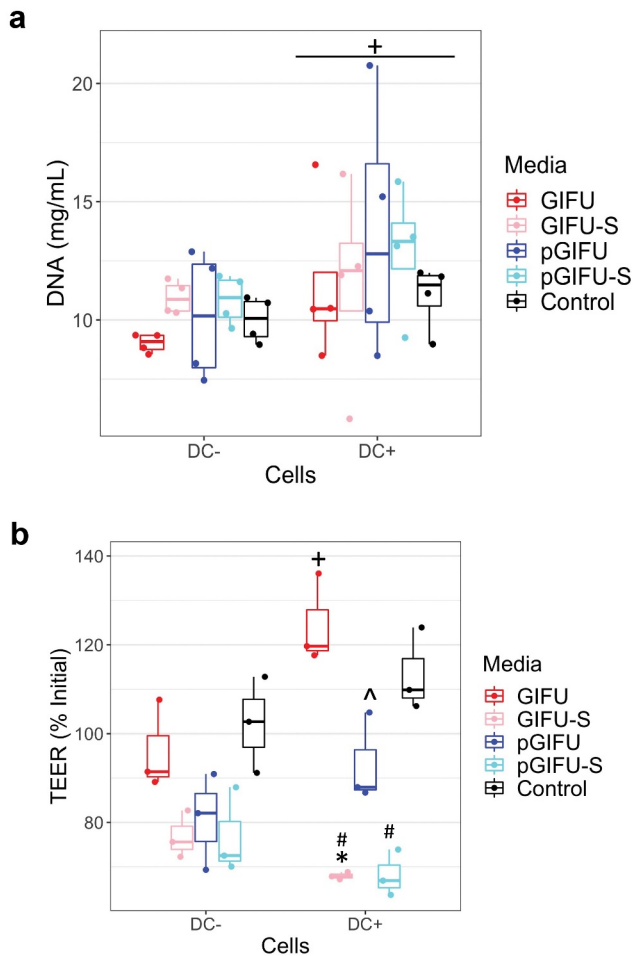 a
+
20
15
10
DNA (mg/mL)
DC-
DC+
Cells
Media
GIFU
GIFU-S
pGIFU
pGIFU-S
Control
b
140
120
100
80
TEER (% Initial)
+
^
#
*
#
DC-
DC+
Cells
Media
GIFU
GIFU-S
pGIFU
pGIFU-S
Control